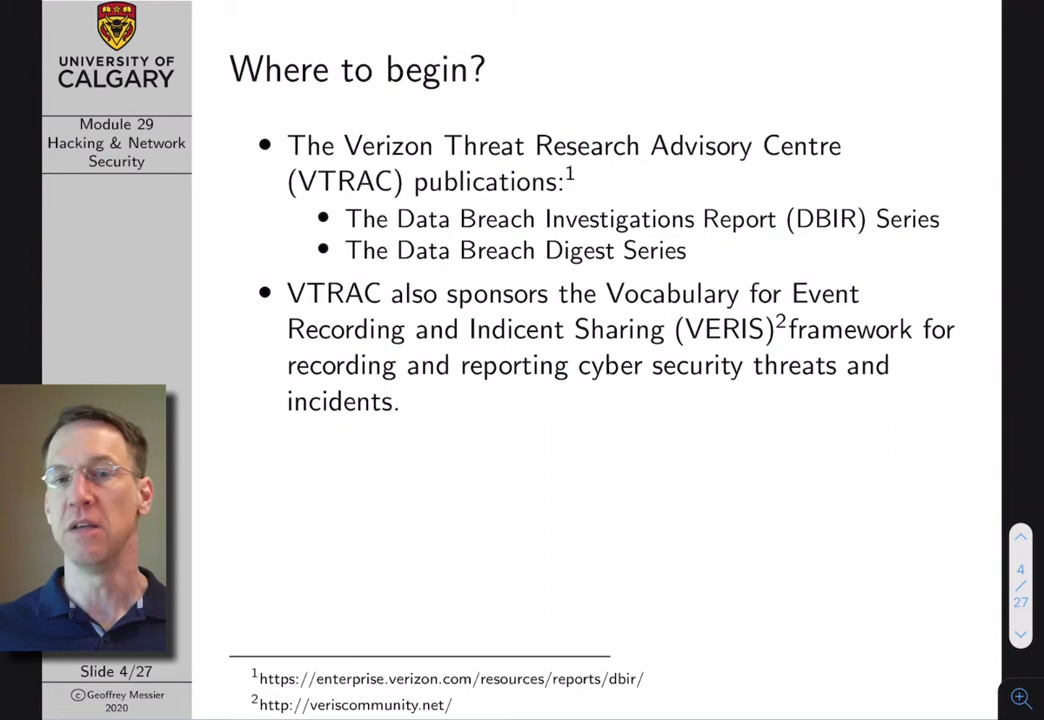 UNIVERSITY OF
CALGARY
Module 29
Hacking & Network
Security
Where to begin?
• The Verizon Threat Research Advisory Centre
(VTRAC) publications:1
• The Data Breach Investigations Report (DBIR) Series
• The Data Breach Digest Series
• VTRAC also sponsors the Vocabulary for Event
Recording and Indicent Sharing (VERIS)2framework for
recording and reporting cyber security threats and
incidents.
1https://enterprise.verizon.com/resources/reports/dbir/
2http://veriscommunity.net/
Slide 4/27
©Geoffrey Messier
2020
4
/
27